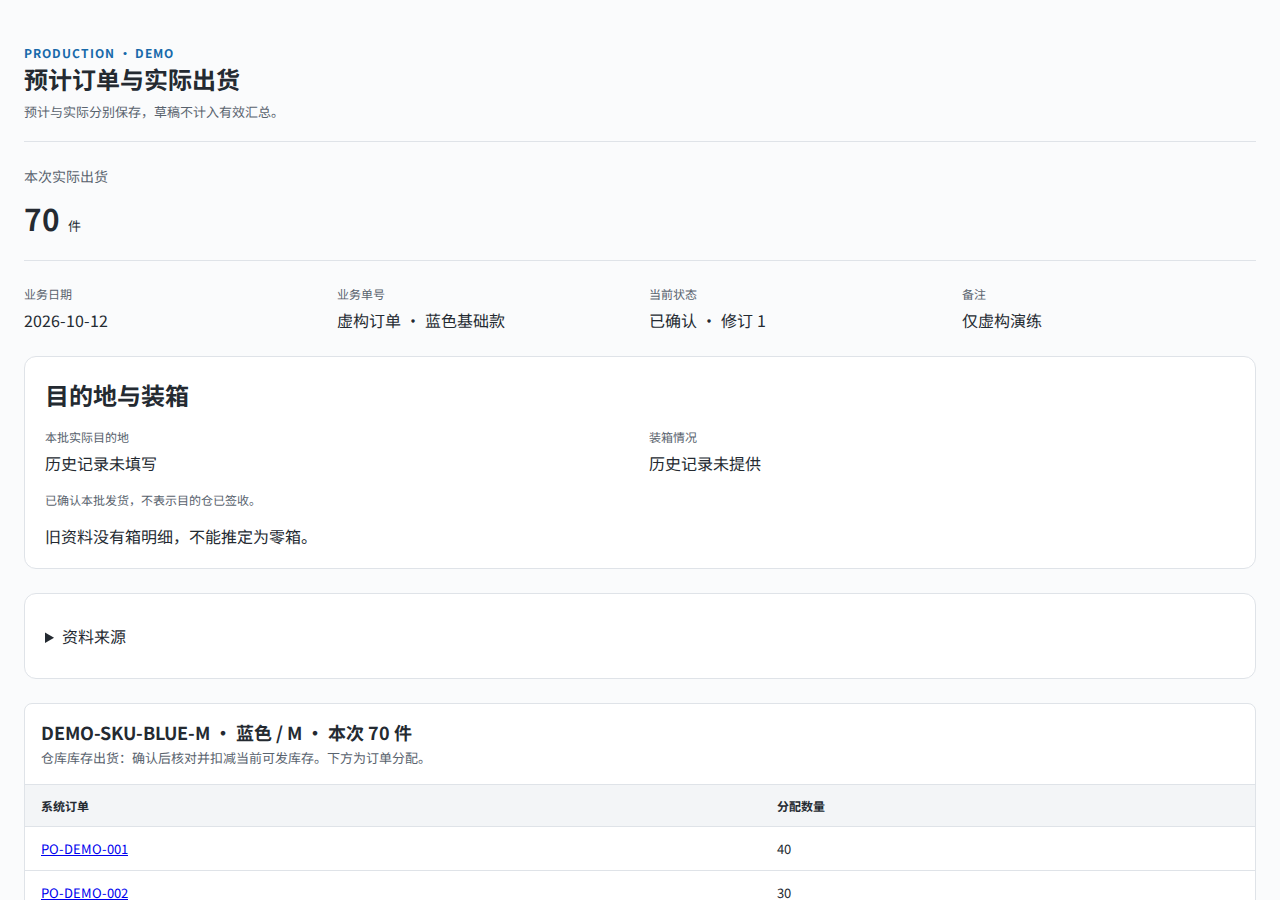 PRODUCTION · DEMO
预计订单与实际出货
预计与实际分别保存，草稿不计入有效汇总。
本次实际出货
70 件
业务日期 业务单号 当前状态 备注
2026-10-12 虚构订单 · 蓝色基础款 已确认 · 修订 1 仅虚构演练
目的地与装箱
本批实际目的地 装箱情况
历史记录未填写 历史记录未提供
已确认本批发货，不表示目的仓已签收。
旧资料没有箱明细，不能推定为零箱。
▶ 资料来源
DEMO-SKU-BLUE-M · 蓝色 / M · 本次 70 件
仓库库存出货：确认后核对并扣减当前可发库存。下方为订单分配。
系统订单 分配数量
PO-DEMO-001 40
PO-DEMO-002 30